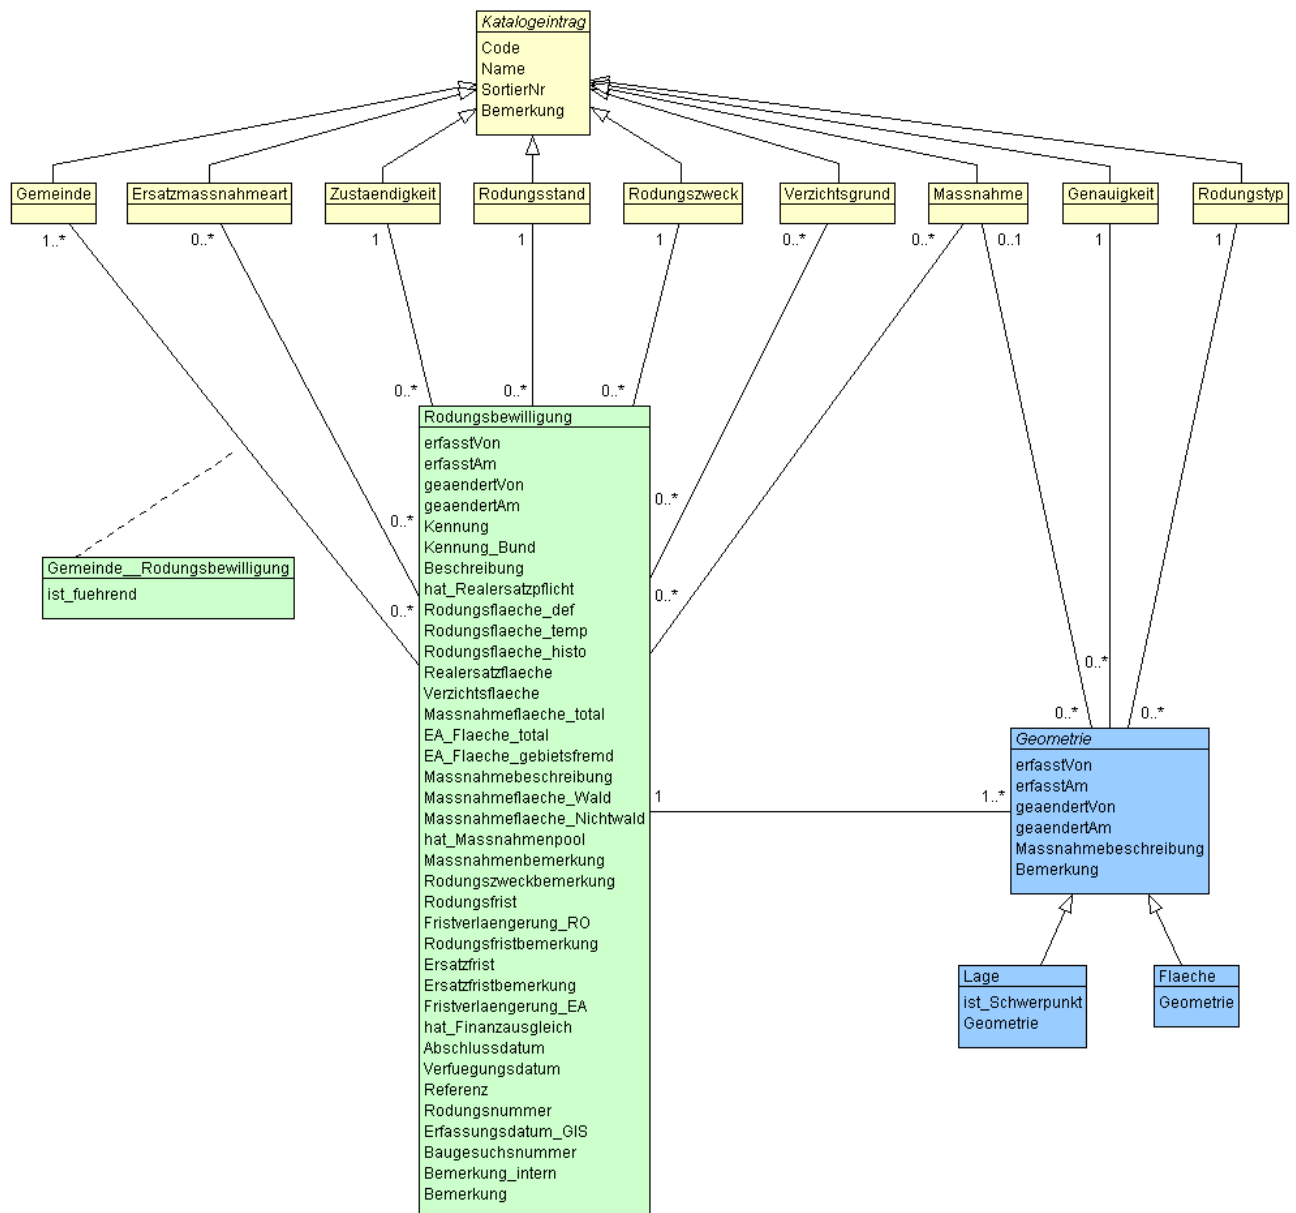 Katalogeintrag
Code
Name
SortierNr
Bemerkung
Gemeinde
Ersatzmassnahmeart
Zustaendigkeit
Rodungsstand
Rodungszweck
Verzichtsgrund
Massnahme
Genauigkeit
Rodungstyp
1..*
0..*
1
1
1
0..*
0..*
0..1
1
1
0..*
0..*
0..*
Rodungsbewilligung
erfasstVon
erfasstAm
geaendertVon
geaendertAm
Kennung
Kennung_Bund
Beschreibung
hat_Realersatzpflicht
Rodungsflaeche_def
Rodungsflaeche_temp
Rodungsflaeche_histo
Realersatzflaeche
Verzichtsflaeche
Massnahmeflaeche_total
EA_Flaeche_total
EA_Flaeche_gebietsfremd
Massnahmebeschreibung
Massnahmeflaeche_Wald
Massnahmeflaeche_Nichtwald
hat_Massnahmenpool
Massnahmenbemerkung
Rodungszweckbemerkung
Rodungsfrist
Fristverlaengerung_RO
Rodungsfristbemerkung
Ersatzfrist
Ersatzfristbemerkung
Fristverlaengerung_EA
hat_Finanzausgleich
Abschlussdatum
Verfuegungsdatum
Referenz
Rodungsnummer
Erfassungsdatum_GIS
Baugesuchsnummer
Bemerkung_intern
Bemerkung
0..*
0..*
0..*
0..*
Gemeinde__Rodungsbewilligung
ist_fuehrend
0..*
0..*
0..*
1
1..*
Geometrie
erfasstVon
erfasstAm
geaendertVon
geaendertAm
Massnahmebeschreibung
Bemerkung
Lage
ist_Schwerpunkt
Geometrie
Flaeche
Geometrie